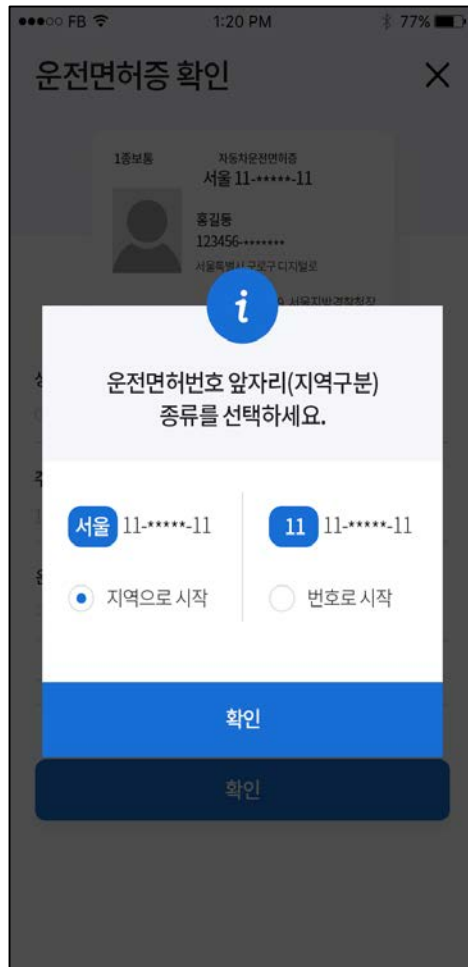 ●●●○○ FB 1:20 PM 77%
운전면허증 확인
1종보통 자동차운전면허증
서울 11-*****-11
홍길동
123456-*******
서울특별시 구로구 디지털로
서울지방경찰청장
i
운전면허번호 앞자리(지역구분)
종류를 선택하세요.
서울 11-*****-11
11 11-*****-11
지역으로 시작
번호로 시작
확인
확인